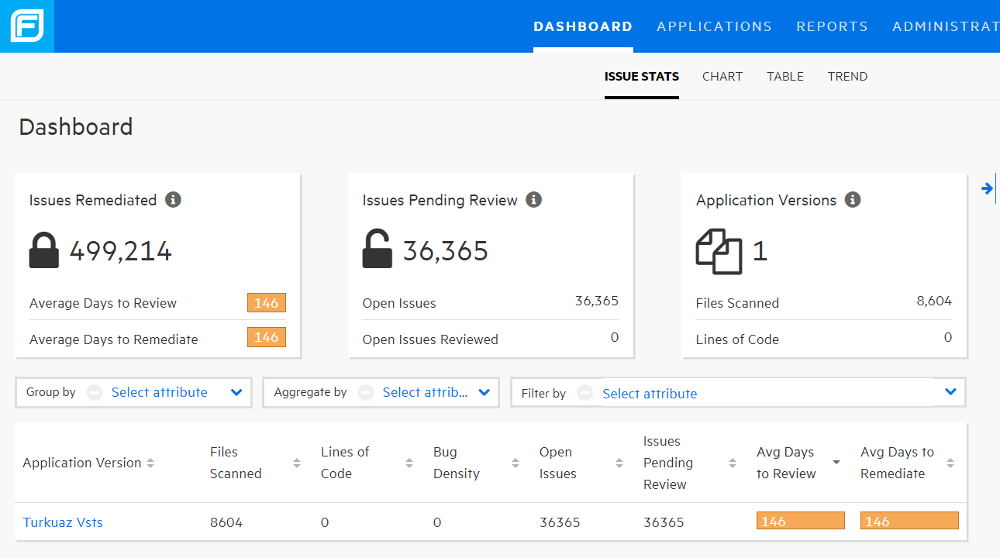 DASHBOARD APPLICATIONS REPORTS ADMINISTRAT
ISSUE STATS CHART TABLE TREND
Dashboard
Issues Remediated
499,214
Average Days to Review 146
Average Days to Remediate 146
Issues Pending Review
36,365
Open Issues 36,365
Open Issues Reviewed 0
Application Versions
1
Files Scanned 8,604
Lines of Code 0
Group by Select attribute
Aggregate by Select attrib...
Filter by Select attribute
Application Version
Files
Scanned
Lines of
Code
Bug
Density
Open
Issues
Issues
Pending
Review
Avg Days
to Review
Avg Days to
Remediate
Turkuaz Vsts 8604 0 0 36365 36365 146 146